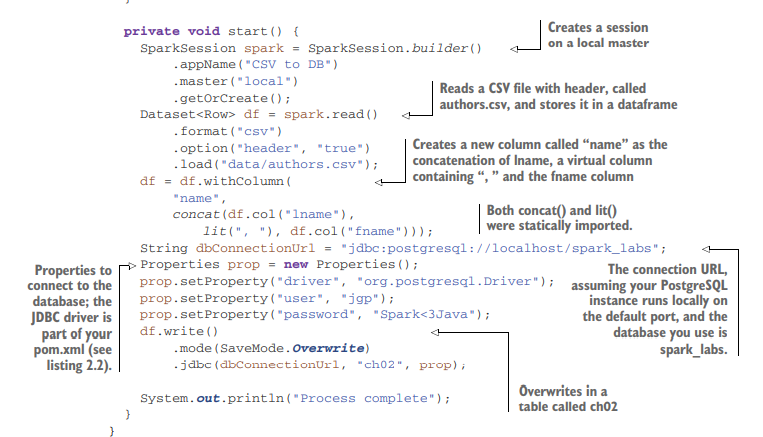 }
private void start() {
SparkSession spark = SparkSession.builder()
.appName("CSV to DB")
.master("local")
.getOrCreate();
Creates a session
on a local master
Dataset<Row> df = spark.read()
.format("csv")
.option("header", "true")
.load("data/authors.csv");
Reads a CSV file with header, called
authors.csv, and stores it in a dataframe
df = df.withColumn(
"name",
concat(df.col("lname"),
lit(", "), df.col("fname")));
Creates a new column called “name” as the
concatenation of lname, a virtual column
containing “, ” and the fname column
Both concat() and lit()
were statically imported.
String dbConnectionUrl = "jdbc:postgresql://localhost/spark_labs";
The connection URL,
assuming your PostgreSQL
instance runs locally on
the default port, and the
database you use is
spark_labs.
Properties prop = new Properties();
prop.setProperty("driver", "org.postgresql.Driver");
prop.setProperty("user", "jgp");
prop.setProperty("password", "Spark<3Java");
Properties to
connect to the
database; the
JDBC driver is
part of your
pom.xml (see
listing 2.2).
df.write()
.mode(SaveMode.Overwrite)
.jdbc(dbConnectionUrl, "ch02", prop);
Overwrites in a
table called ch02
System.out.println("Process complete");
}
}